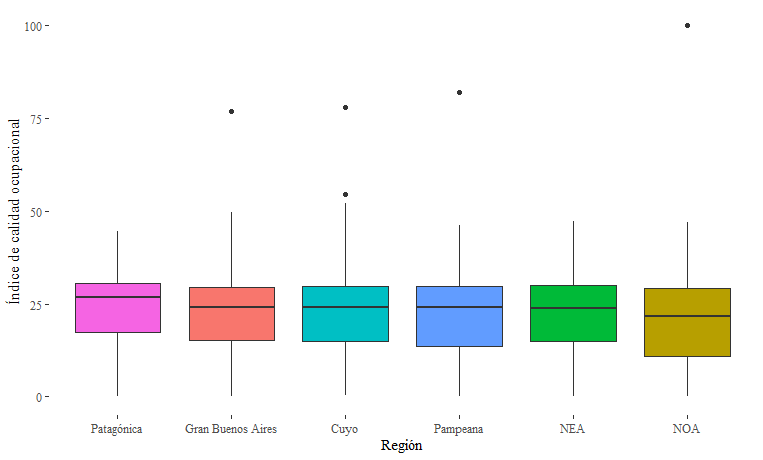 Índice de calidad ocupacional
100
75
50
25
0
Patagónica Gran Buenos Aires Cuyo Pampeana NEA NOA
Región